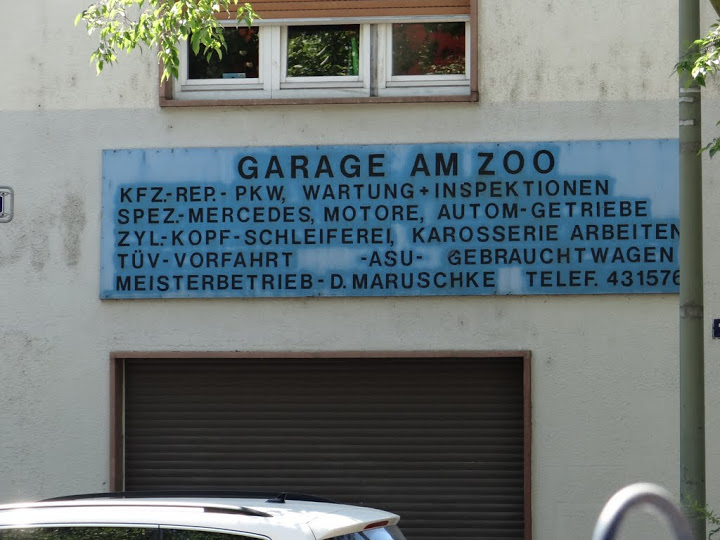 GARAGE AM ZOO
KFZ.-REP.- PKW, WARTUNG+INSPEKTIONEN
SPEZ.-MERCEDES, MOTORE, AUTOM-GETRIEBE
ZYL.-KOPF-SCHLEIFEREI, KAROSSERIE ARBEITEN
TÜV-VORFAHRT -ASU- GEBRAUCHTWAGEN
MEISTERBETRIEB-D. MARUSCHKE TELEF. 431576